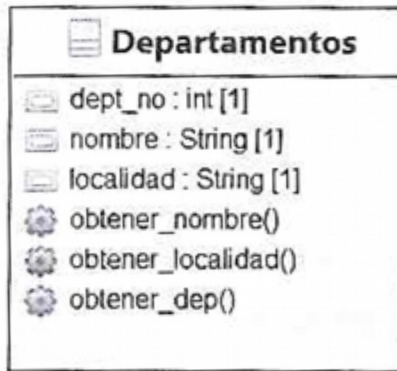 Departamentos
dept_no : int [1]
nombre : String [1]
localidad : String [1]
obtener_nombre()
obtener_localidad()
obtener_dep()